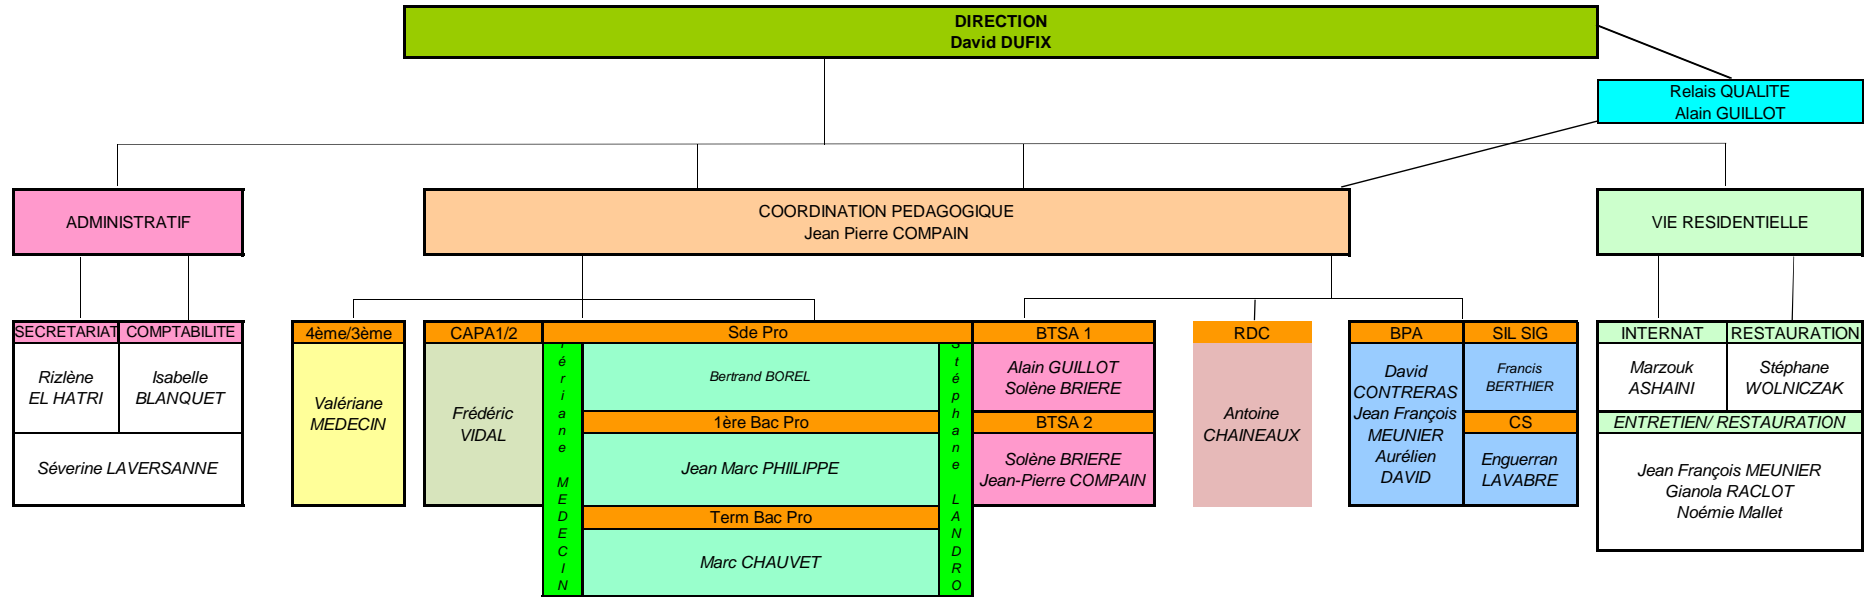 DIRECTION
David DUFIX
Relais QUALITE
Alain GUILLOT
ADMINISTRATIF
COORDINATION PEDAGOGIQUE
Jean Pierre COMPAIN
VIE RESIDENTIELLE
SECRETARIAT
COMPTABILITE
Rizlène
EL HATRI
Isabelle
BLANQUET
Séverine LAVERSANNE
4ème/3ème
Valériane
MEDECIN
CAPA1/2
Frédéric
VIDAL
Sde Pro
ériane MEDECIN
Bertrand BOREL
1ère Bac Pro
Jean Marc PHIILIPPE
Term Bac Pro
Marc CHAUVET
Stéphane LANDRO
BTSA 1
Alain GUILLOT
Solène BRIERE
BTSA 2
Solène BRIERE
Jean-Pierre COMPAIN
RDC
Antoine
CHAINEAUX
BPA
David
CONTRERAS
Jean François
MEUNIER
Aurélien
DAVID
SIL SIG
Francis
BERTHIER
CS
Enguerran
LAVABRE
INTERNAT
RESTAURATION
Marzouk
ASHAINI
Stéphane
WOLNICZAK
ENTRETIEN/ RESTAURATION
Jean François MEUNIER
Gianola RACLOT
Noémie Mallet